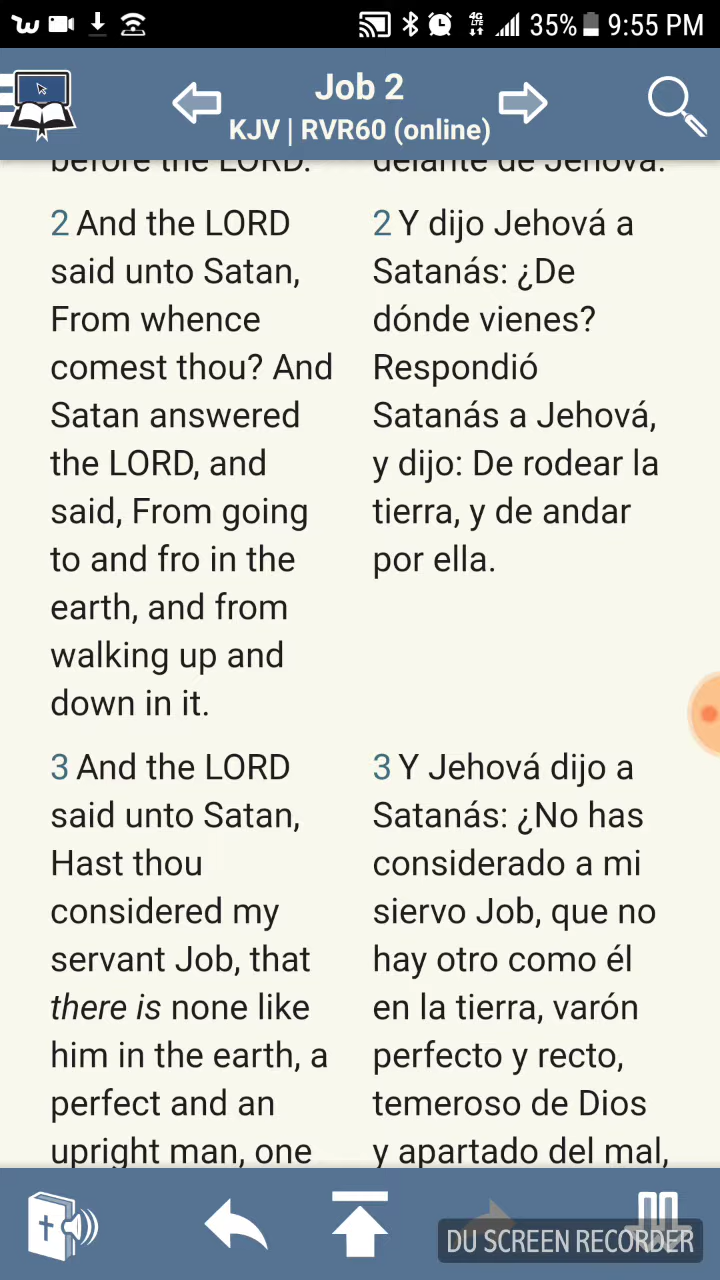 35% 9:55 PM
Job 2
KJV | RVR60 (online)
before the LORD.
2 And the LORD
said unto Satan,
From whence
comest thou? And
Satan answered
the LORD, and
said, From going
to and fro in the
earth, and from
walking up and
down in it.
3 And the LORD
said unto Satan,
Hast thou
considered my
servant Job, that
there is none like
him in the earth, a
perfect and an
upright man, one
delante de Jehová.
2 Y dijo Jehová a
Satanás: ¿De
dónde vienes?
Respondió
Satanás a Jehová,
y dijo: De rodear la
tierra, y de andar
por ella.
3 Y Jehová dijo a
Satanás: ¿No has
considerado a mi
siervo Job, que no
hay otro como él
en la tierra, varón
perfecto y recto,
temeroso de Dios
y apartado del mal,
DU SCREEN RECORDER